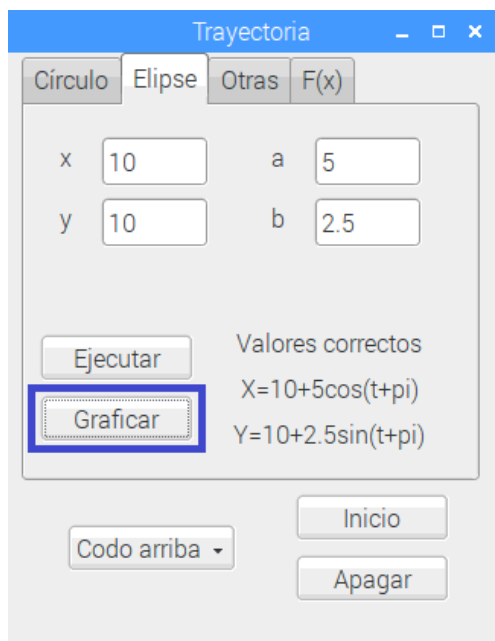 Trayectoria
Círculo Elipse Otras F(x)
x 10 a 5
y 10 b 2.5
Ejecutar
Valores correctos
X=10+5cos(t+pi)
Graficar
Y=10+2.5sin(t+pi)
Inicio
Codo arriba
Apagar